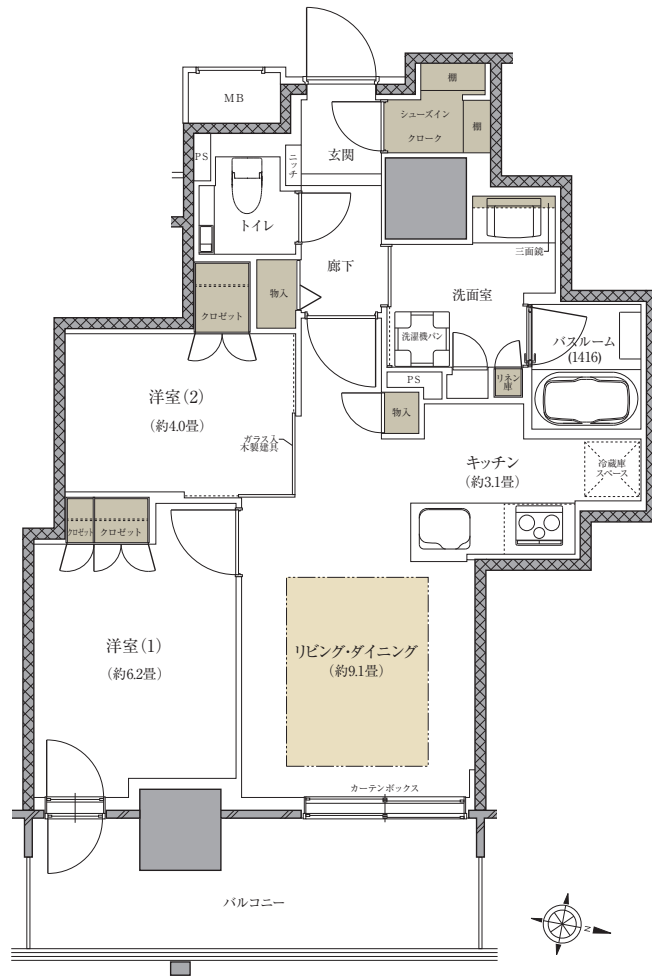 MB
棚
シューズイン
クローク
棚
PS
ニッチ
玄関
トイレ
三面鏡
廊下
物入
クロゼット
洗面室
洗濯機パン
バスルーム
(1416)
PS
リネン
庫
洋室(2)
(約4.0畳)
物入
ガラス入
木製建具
キッチン
(約3.1畳)
冷蔵庫
スペース
クロゼット
クロゼット
洋室(1)
(約6.2畳)
リビング・ダイニング
(約9.1畳)
カーテンボックス
バルコニー
N